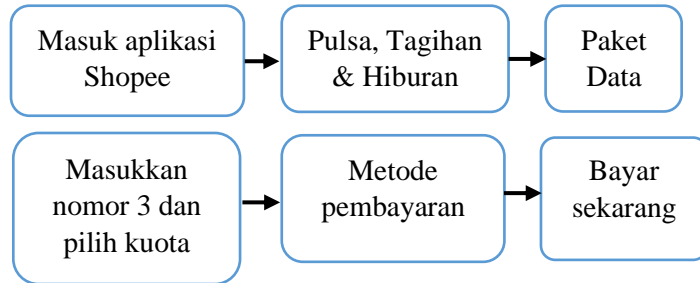 Masuk aplikasi
Shopee
Pulsa, Tagihan
& Hiburan
Paket
Data
Masukkan
nomor 3 dan
pilih kuota
Metode
pembayaran
Bayar
sekarang